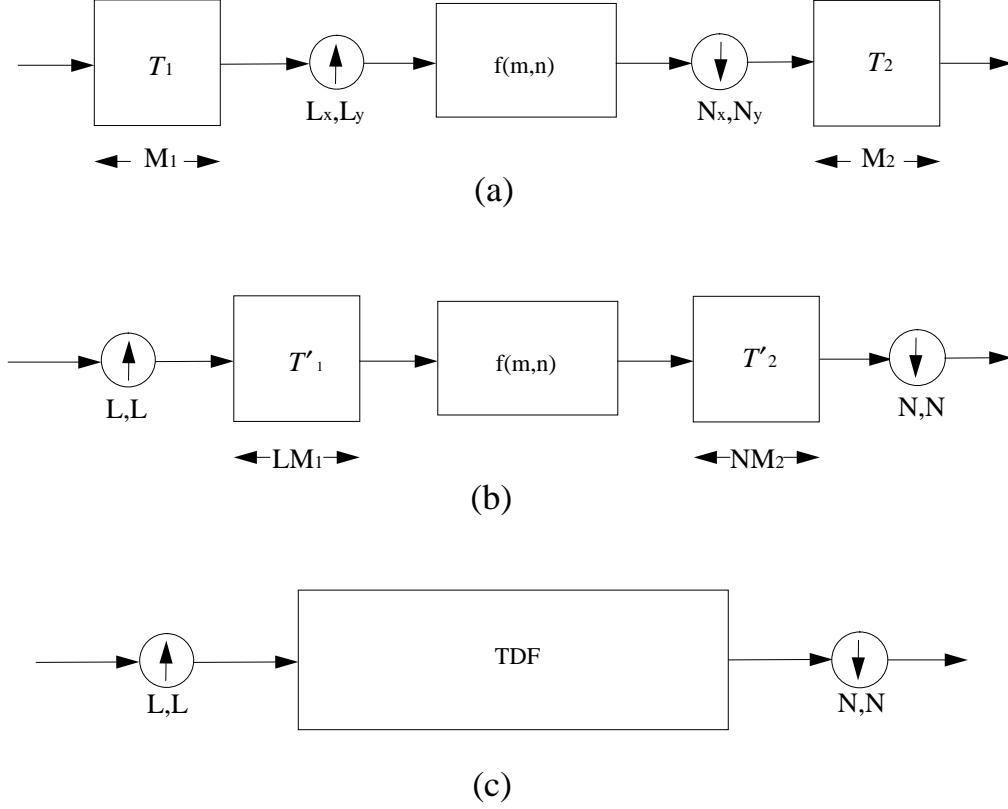 T1 f(m,n) T2
Lx,Ly Nx,Ny
M1 M2
(a)
T'1 f(m,n) T'2
L,L N,N
LM1 NM2
(b)
TDF
L,L N,N
(c)